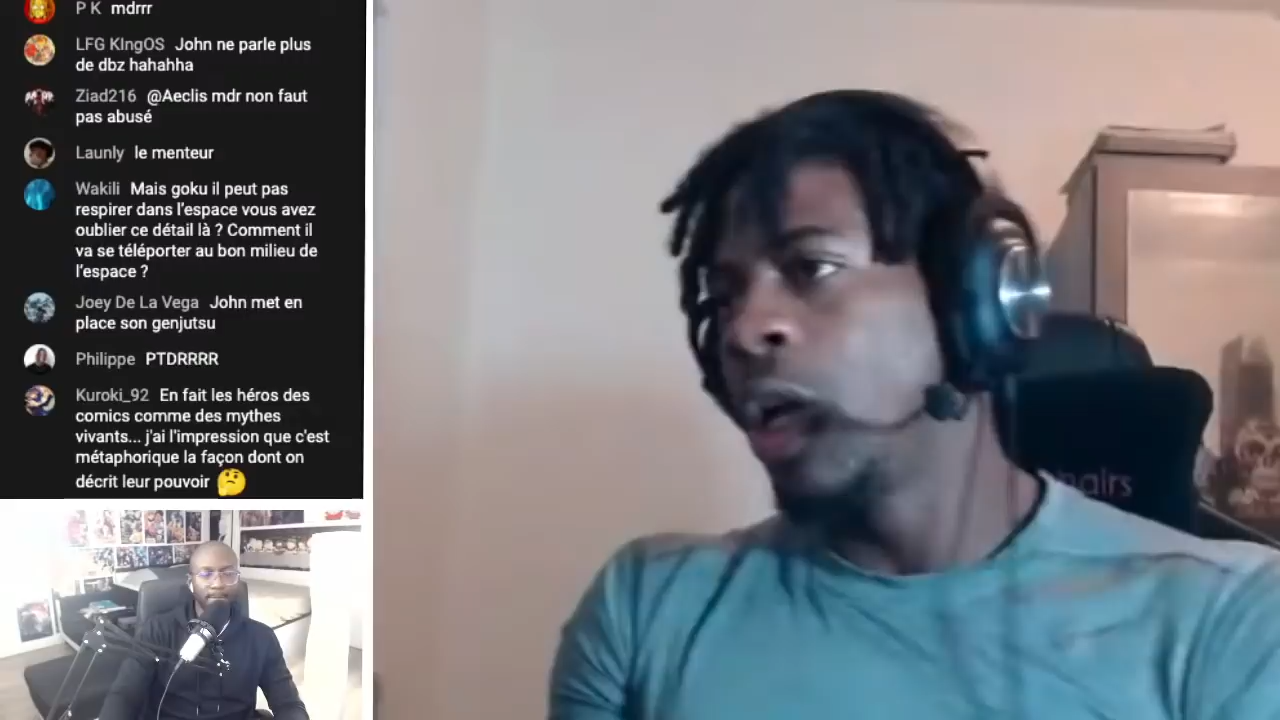 P K mdrrr
LFG KIngOS John ne parle plus
de dbz hahahha
Ziad216 @Aeclis mdr non faut
pas abusé
Launly le menteur
Wakili Mais goku il peut pas
respirer dans l'espace vous avez
oublier ce détail là ? Comment il
va se téléporter au bon milieu de
l'espace ?
Joey De La Vega John met en
place son genjutsu
Philippe PTDRRRR
Kuroki_92 En fait les héros des
comics comme des mythes
vivants... j'ai l'impression que c'est
métaphorique la façon dont on
décrit leur pouvoir 🤔